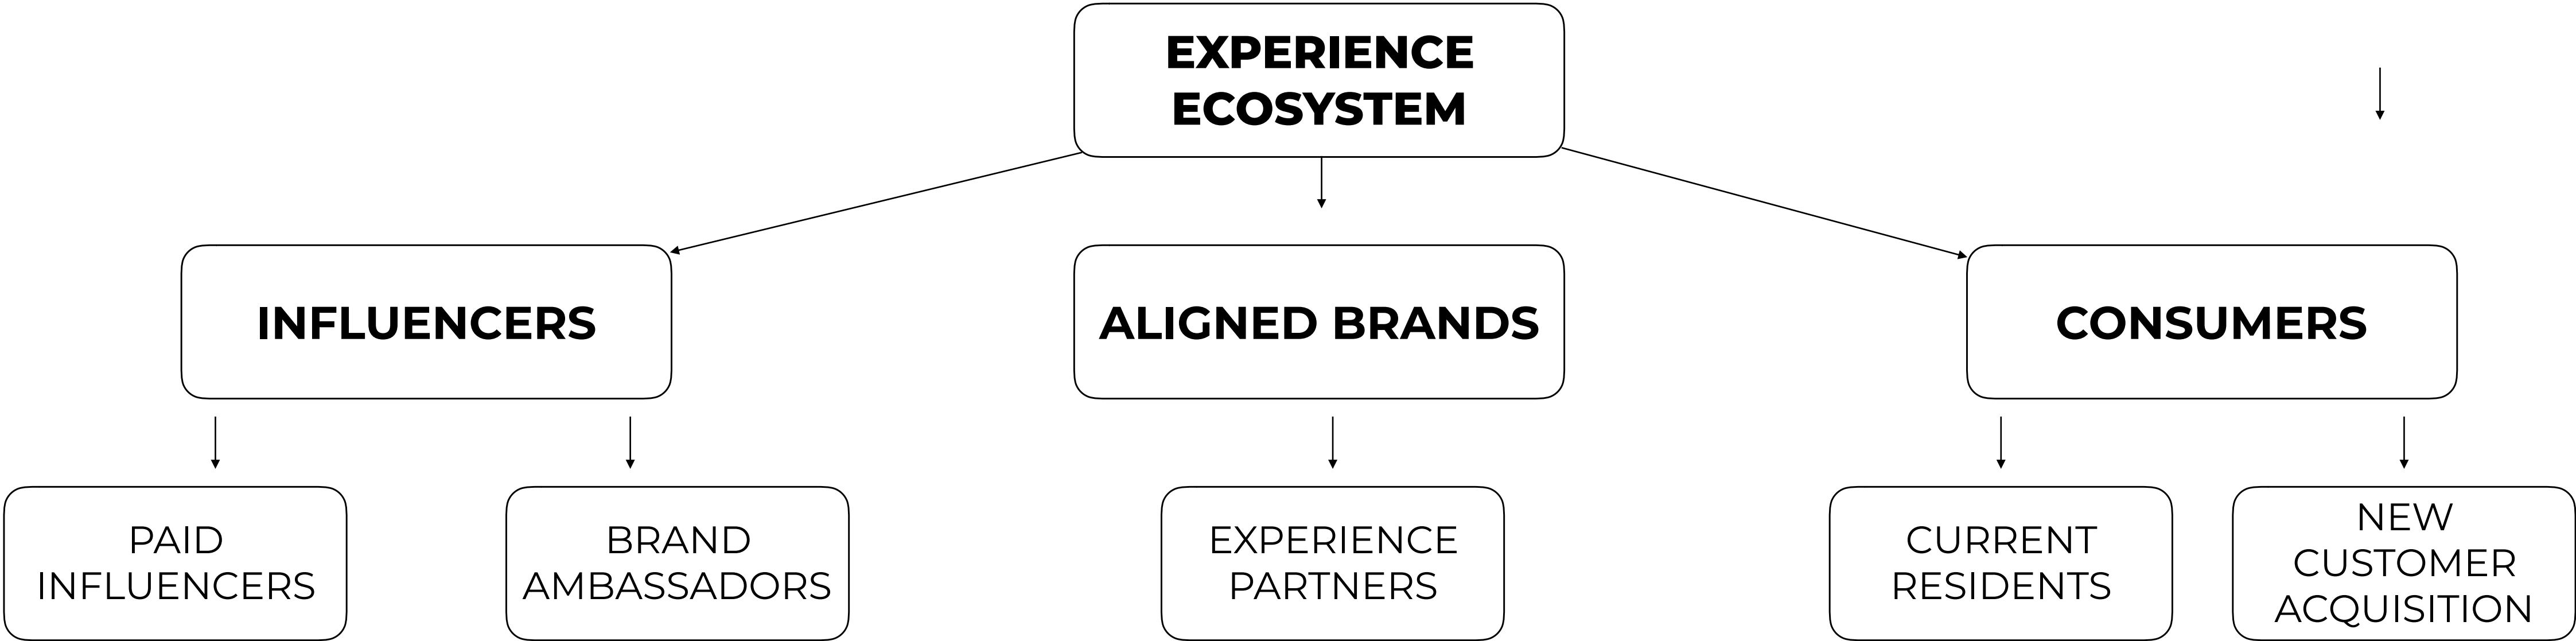 EXPERIENCE
ECOSYSTEM
INFLUENCERS
ALIGNED BRANDS
CONSUMERS
PAID
INFLUENCERS
BRAND
AMBASSADORS
EXPERIENCE
PARTNERS
CURRENT
RESIDENTS
NEW
CUSTOMER
ACQUISITION